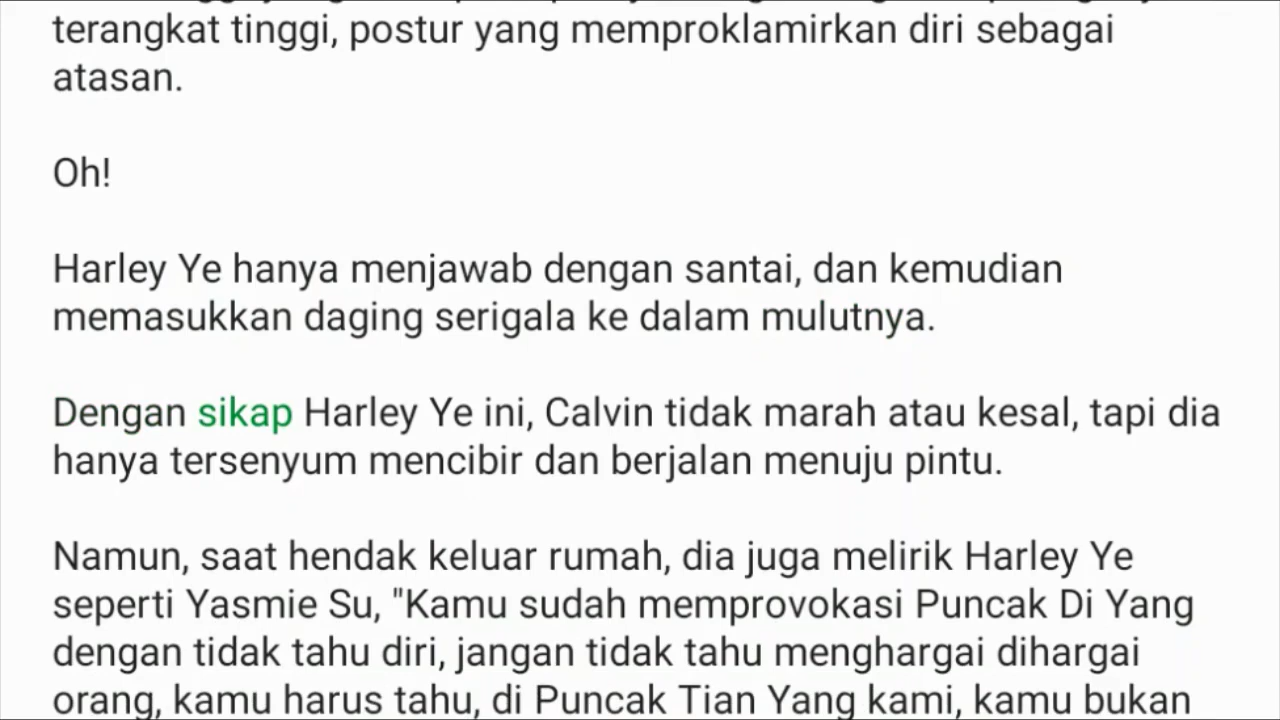 terangkat tinggi, postur yang memproklamirkan diri sebagai
atasan.
Oh!
Harley Ye hanya menjawab dengan santai, dan kemudian
memasukkan daging serigala ke dalam mulutnya.
Dengan sikap Harley Ye ini, Calvin tidak marah atau kesal, tapi dia
hanya tersenyum mencibir dan berjalan menuju pintu.
Namun, saat hendak keluar rumah, dia juga melirik Harley Ye
seperti Yasmie Su, "Kamu sudah memprovokasi Puncak Di Yang
dengan tidak tahu diri, jangan tidak tahu menghargai dihargai
orang, kamu harus tahu, di Puncak Tian Yang kami, kamu bukan